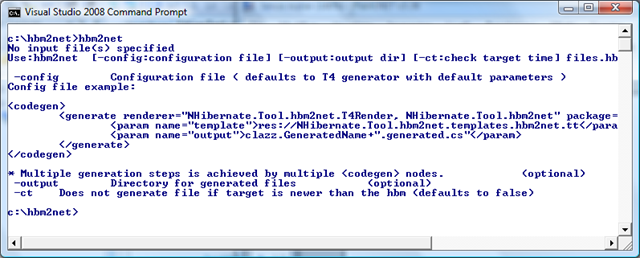 Visual Studio 2008 Command Prompt
c:\hbm2net>hbm2net
No input file(s) specified
Use:hbm2net  [-config:configuration file] [-output:output dir] [-ct:check target time] files.hb
-config        Configuration file ( defaults to T4 generator with default parameters )
Config file example:
<codegen>
<generate renderer="NHibernate.Tool.hbm2net.T4Render, NHibernate.Tool.hbm2net" package=
<param name="template">res://NHibernate.Tool.hbm2net.templates.hbm2net.tt</para
<param name="output">clazz.GeneratedName+".generated.cs"</param>
</generate>
</codegen>
* Multiple generation steps is achieved by multiple <codegen> nodes.        (optional)
-output        Directory for generated files        (optional)
-ct    Does not generate file if target is newer than the hbm (defaults to false)
c:\hbm2net>